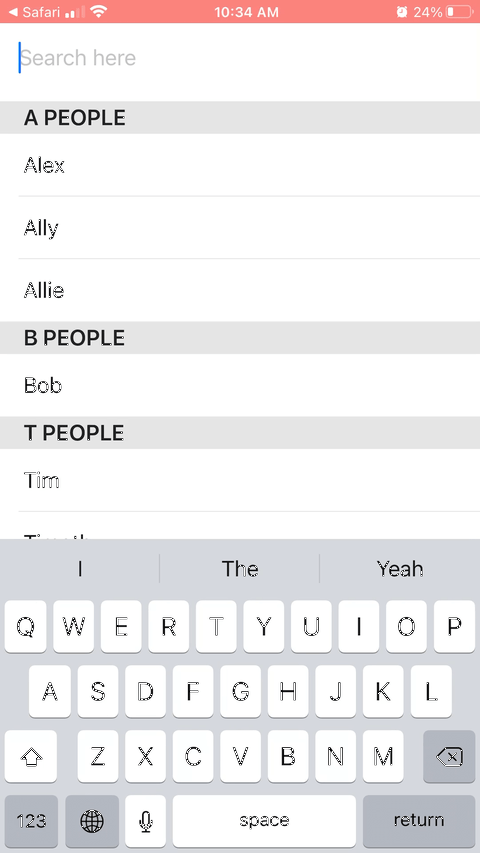 Safari 10:34 AM 24%
Search here
A PEOPLE
Alex
Ally
Allie
B PEOPLE
Bob
T PEOPLE
Tim
I The Yeah
Q W E R T Y U I O P
A S D F G H J K L
Z X C V B N M
123 space return